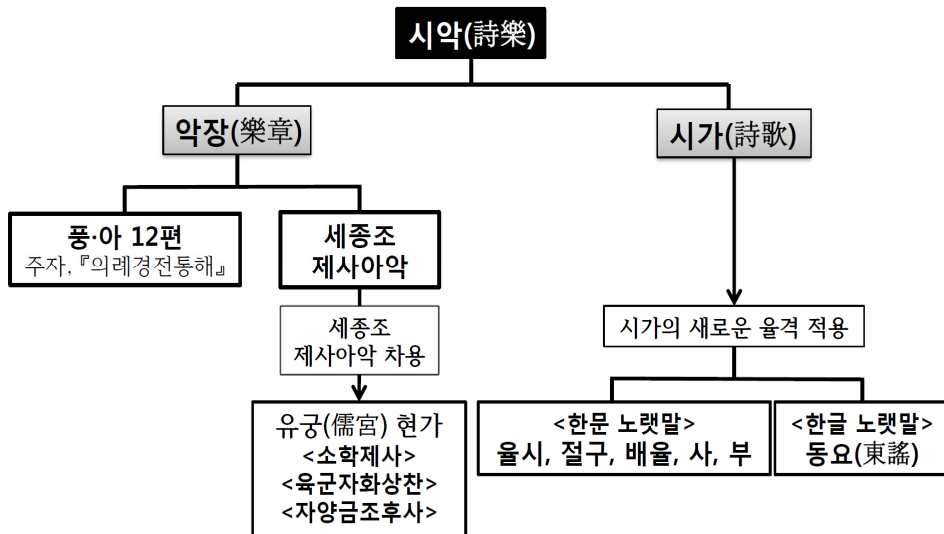 시악(詩樂)
악장(樂章)
시가(詩歌)
풍·아 12편
주자, 『의례경전통해』
세종조
제사아악
세종조
제사아악 차용
유궁(儒宮) 현가
<소학제사>
<육군자화상찬>
<자양금조후사>
시가의 새로운 율격 적용
<한문 노랫말>
율시, 절구, 배율, 사, 부
<한글 노랫말>
동요(東謠)